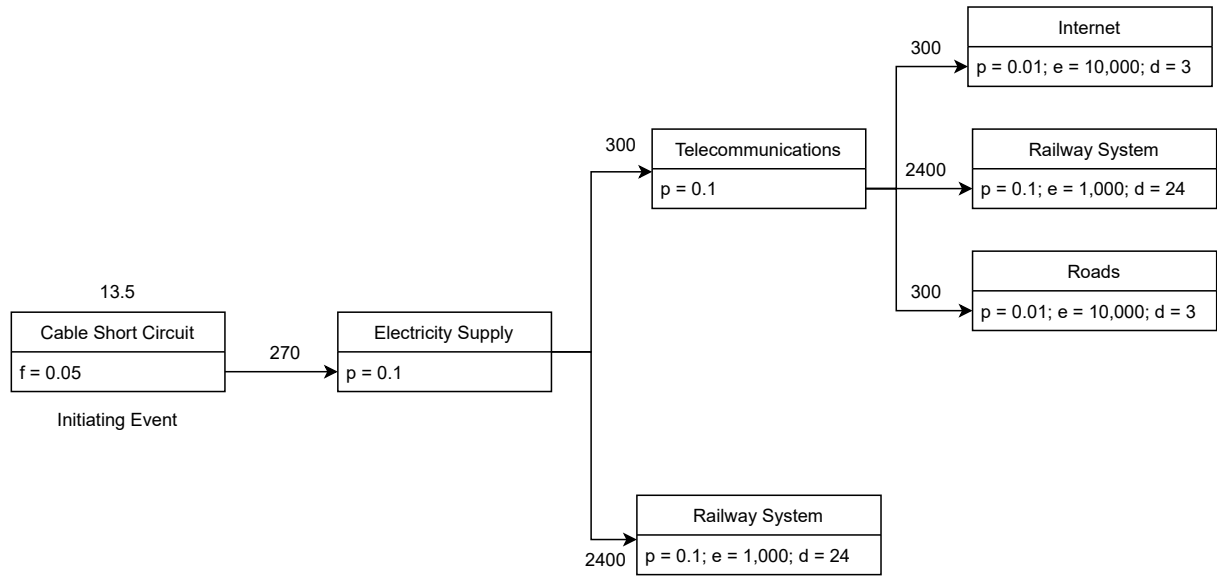 Internet
300
p = 0.01; e = 10,000; d = 3
Telecommunications
300
p = 0.1
Railway System
2400
p = 0.1; e = 1,000; d = 24
Roads
300
p = 0.01; e = 10,000; d = 3
13.5
Cable Short Circuit
f = 0.05
Initiating Event
270
Electricity Supply
p = 0.1
Railway System
2400
p = 0.1; e = 1,000; d = 24